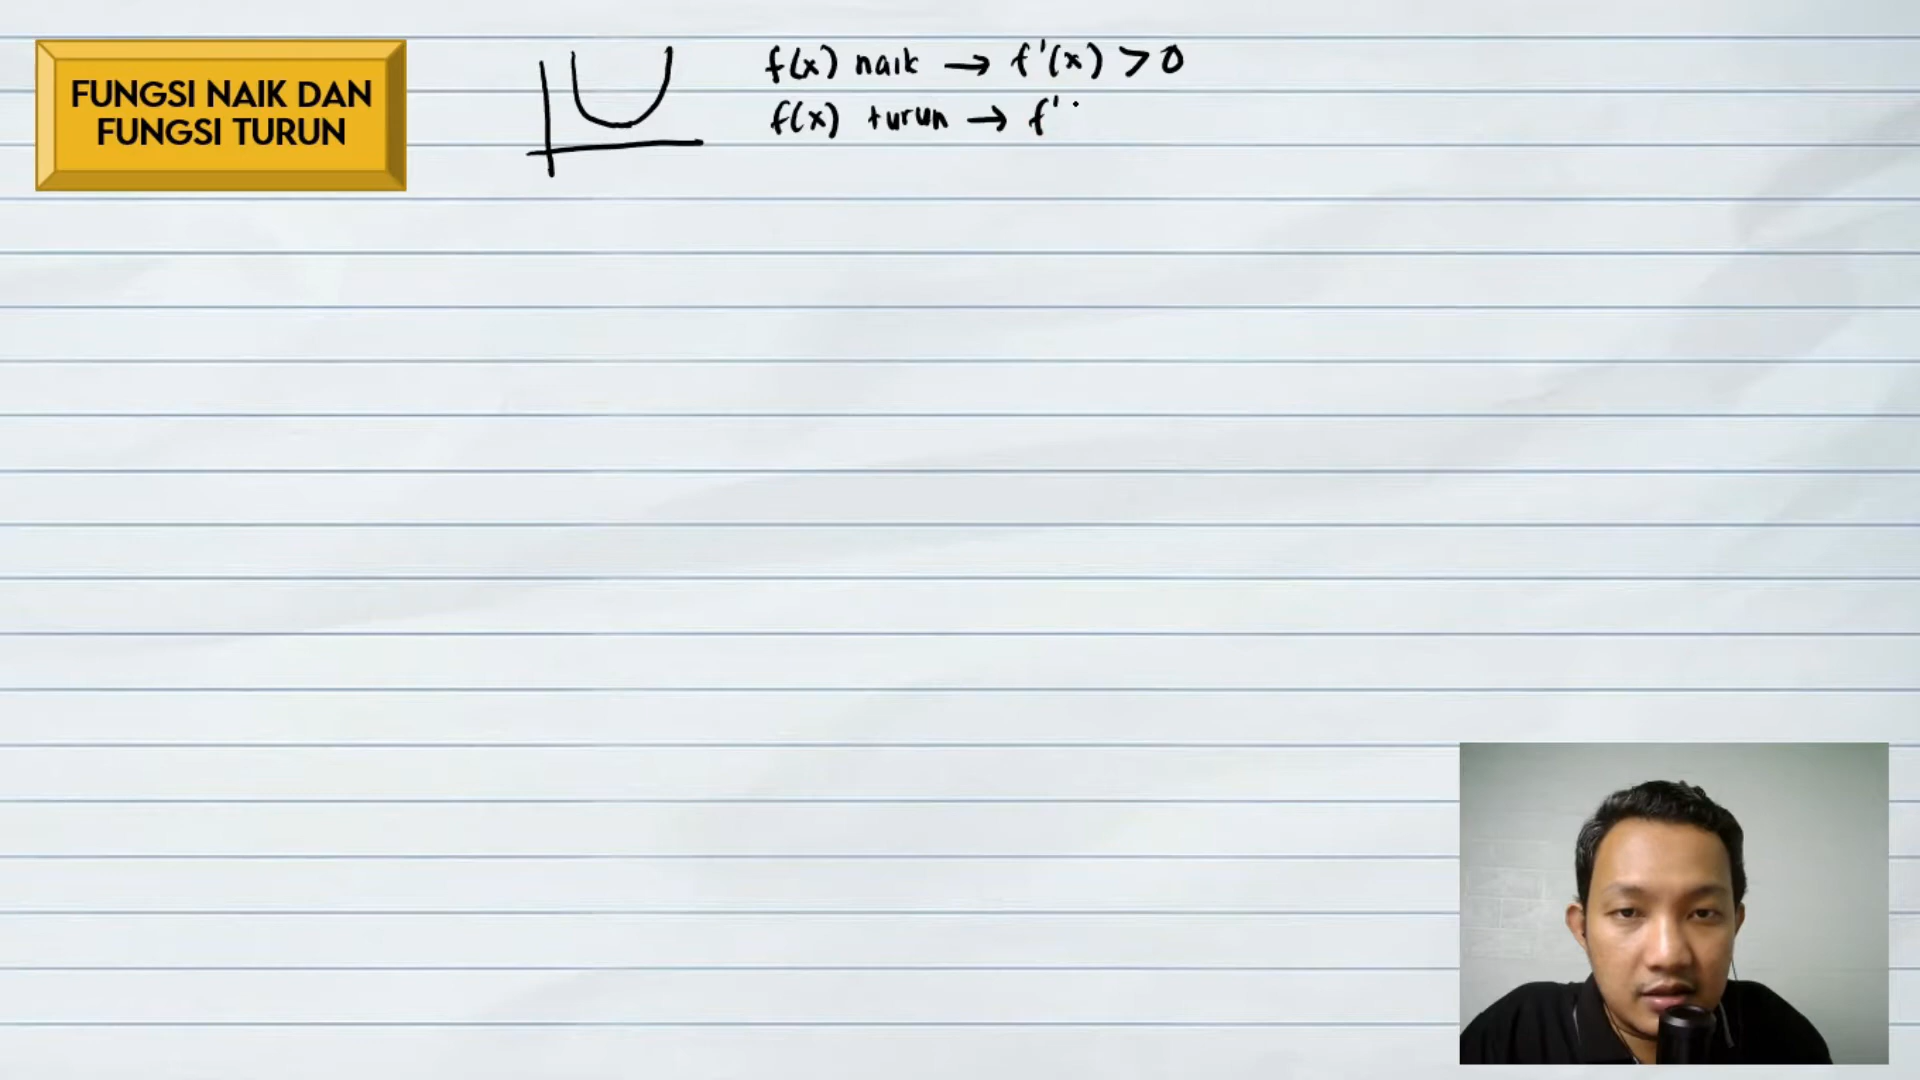 FUNGSI NAIK DAN
FUNGSI TURUN
f(x) naik → f'(x) > 0
f(x) turun → f'